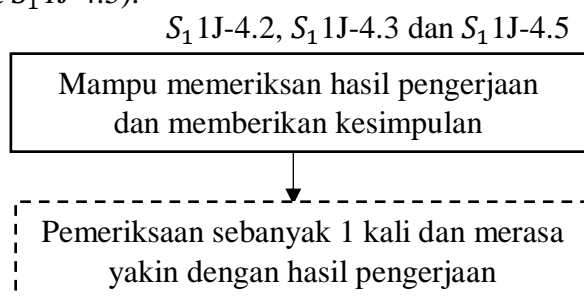 S₁1J-4.5).
S₁1J-4.2, S₁1J-4.3 dan S₁1J-4.5
Mampu memeriksan hasil pengerjaan
dan memberikan kesimpulan
Pemeriksaan sebanyak 1 kali dan merasa
yakin dengan hasil pengerjaan